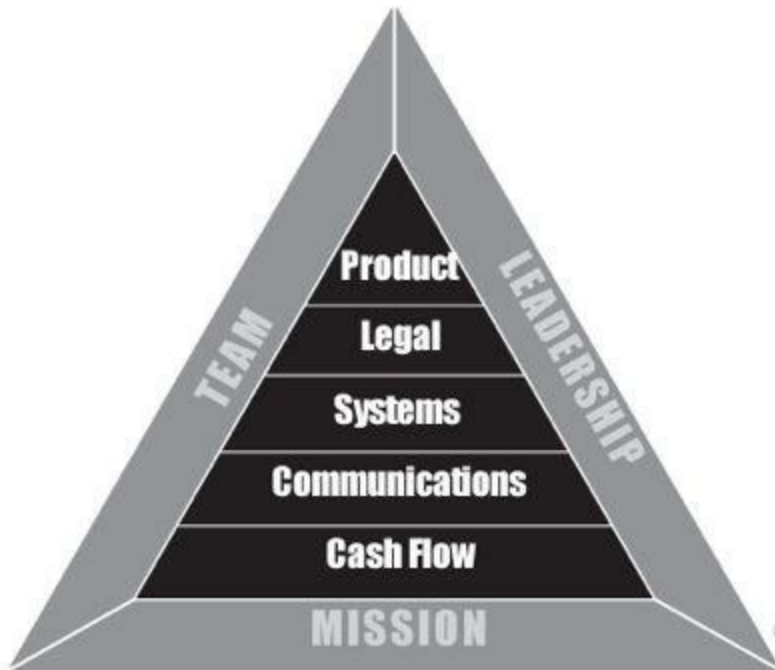 Product
Legal
Systems
Communications
Cash Flow
TEAM
LEADERSHIP
MISSION